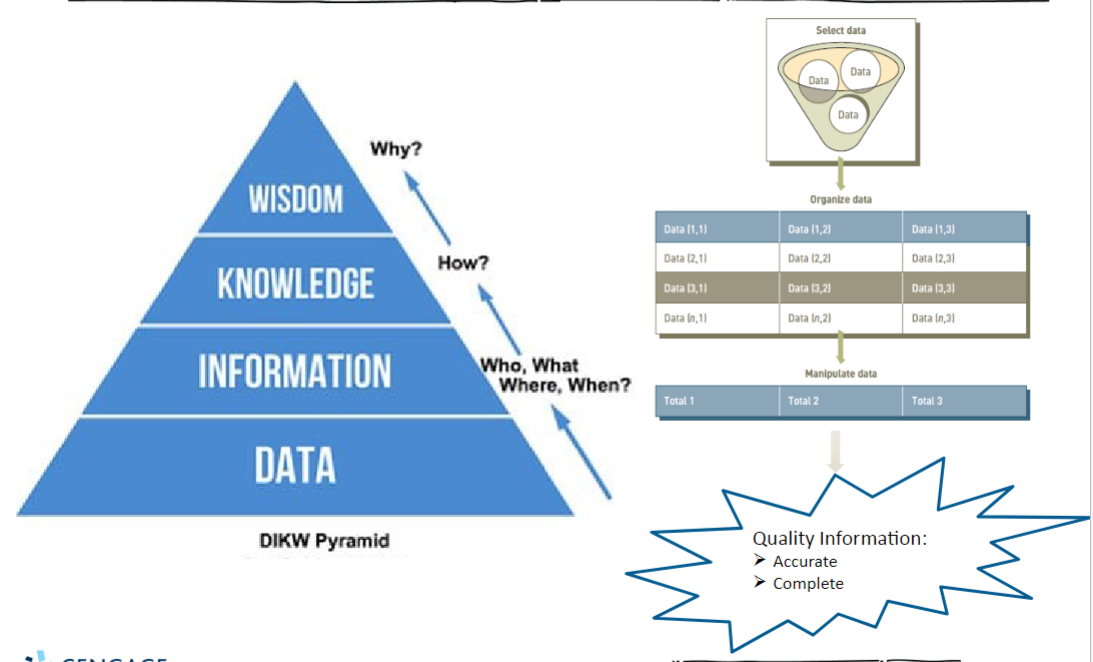 Why?
WISDOM
How?
KNOWLEDGE
Who, What
Where, When?
INFORMATION
DATA
DIKW Pyramid
Select data
Data
Data
Data
Organize data
Data (1,1) Data (1,2) Data (1,3)
Data (2,1) Data (2,2) Data (2,3)
Data (3,1) Data (3,2) Data (3,3)
Data (n,1) Data (n,2) Data (n,3)
Manipulate data
Total 1 Total 2 Total 3
Quality Information:
➢ Accurate
➢ Complete
CENGAGE